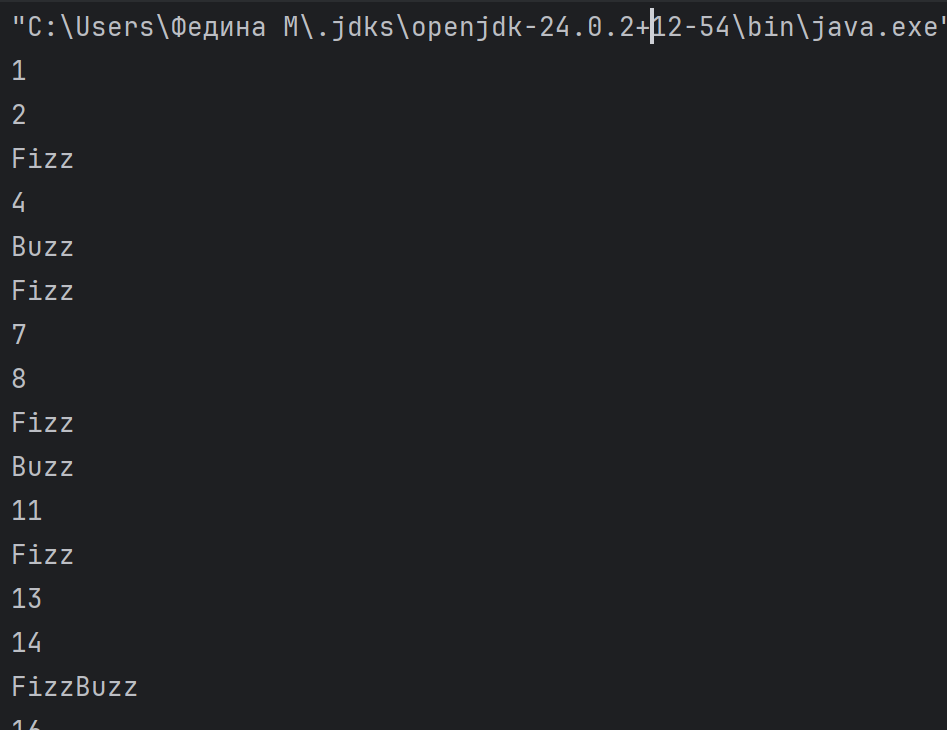 "C:\Users\Федина М\.jdks\openjdk-24.0.2+12-54\bin\java.exe"
1
2
Fizz
4
Buzz
Fizz
7
8
Fizz
Buzz
11
Fizz
13
14
FizzBuzz
16